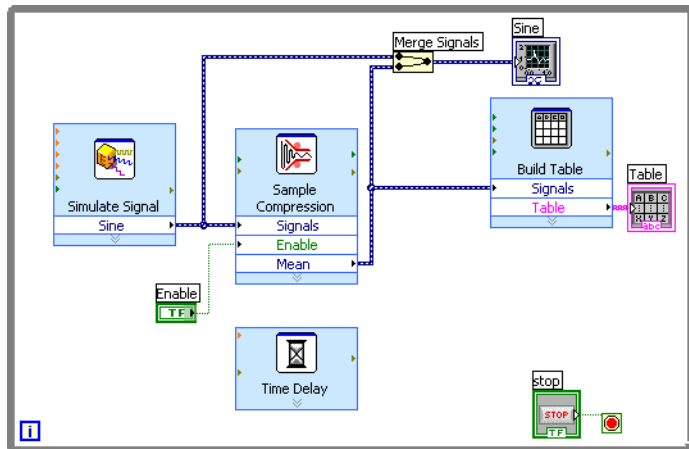 Merge Signals
Sine
Simulate Signal
Sine
Sample
Compression
Signals
Enable
Mean
Build Table
Signals
Table
Table
A B C
X Y Z
abc
Enable
TF
Time Delay
stop
STOP
TF
i